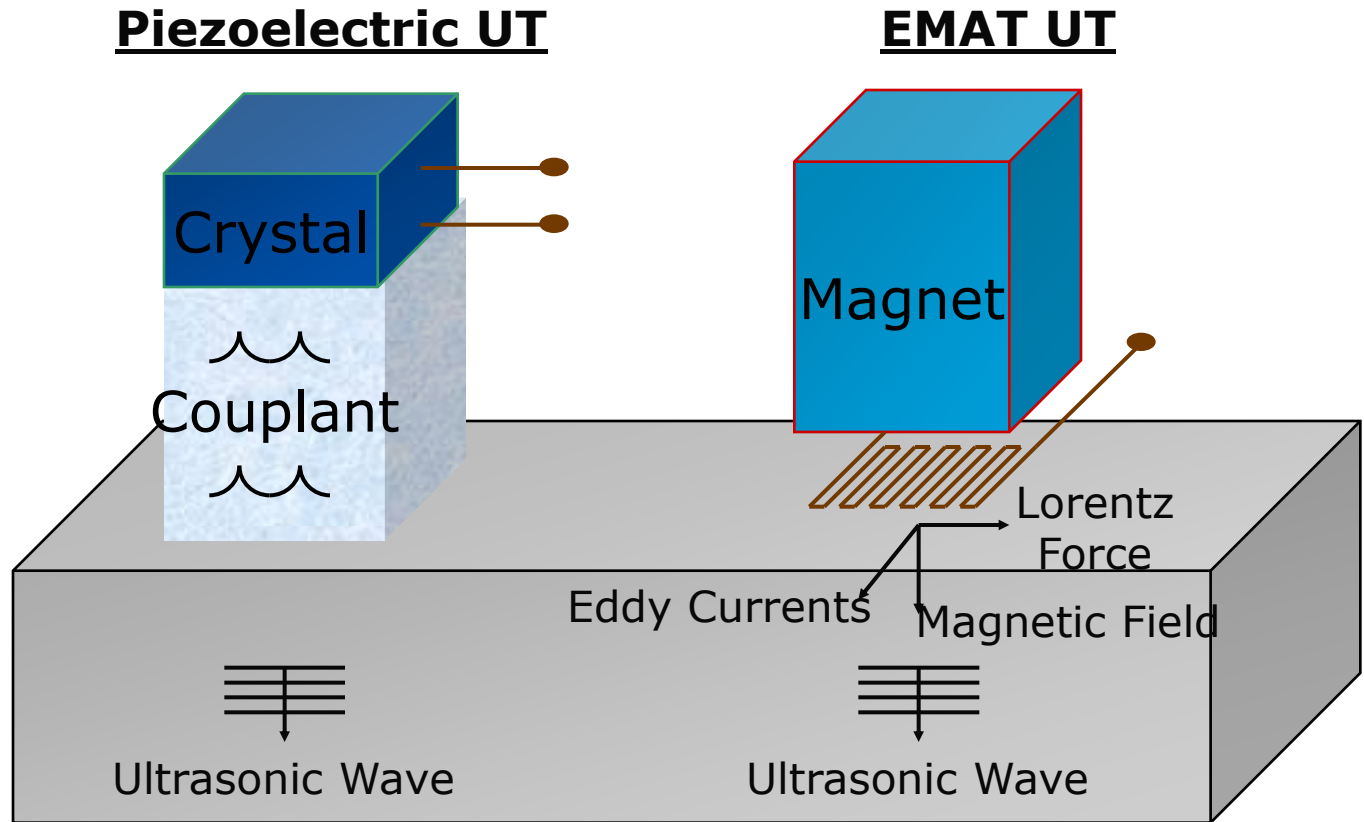 Piezoelectric UT
EMAT UT
Crystal
Magnet
Couplant
Lorentz
Force
Eddy Currents
Magnetic Field
Ultrasonic Wave
Ultrasonic Wave